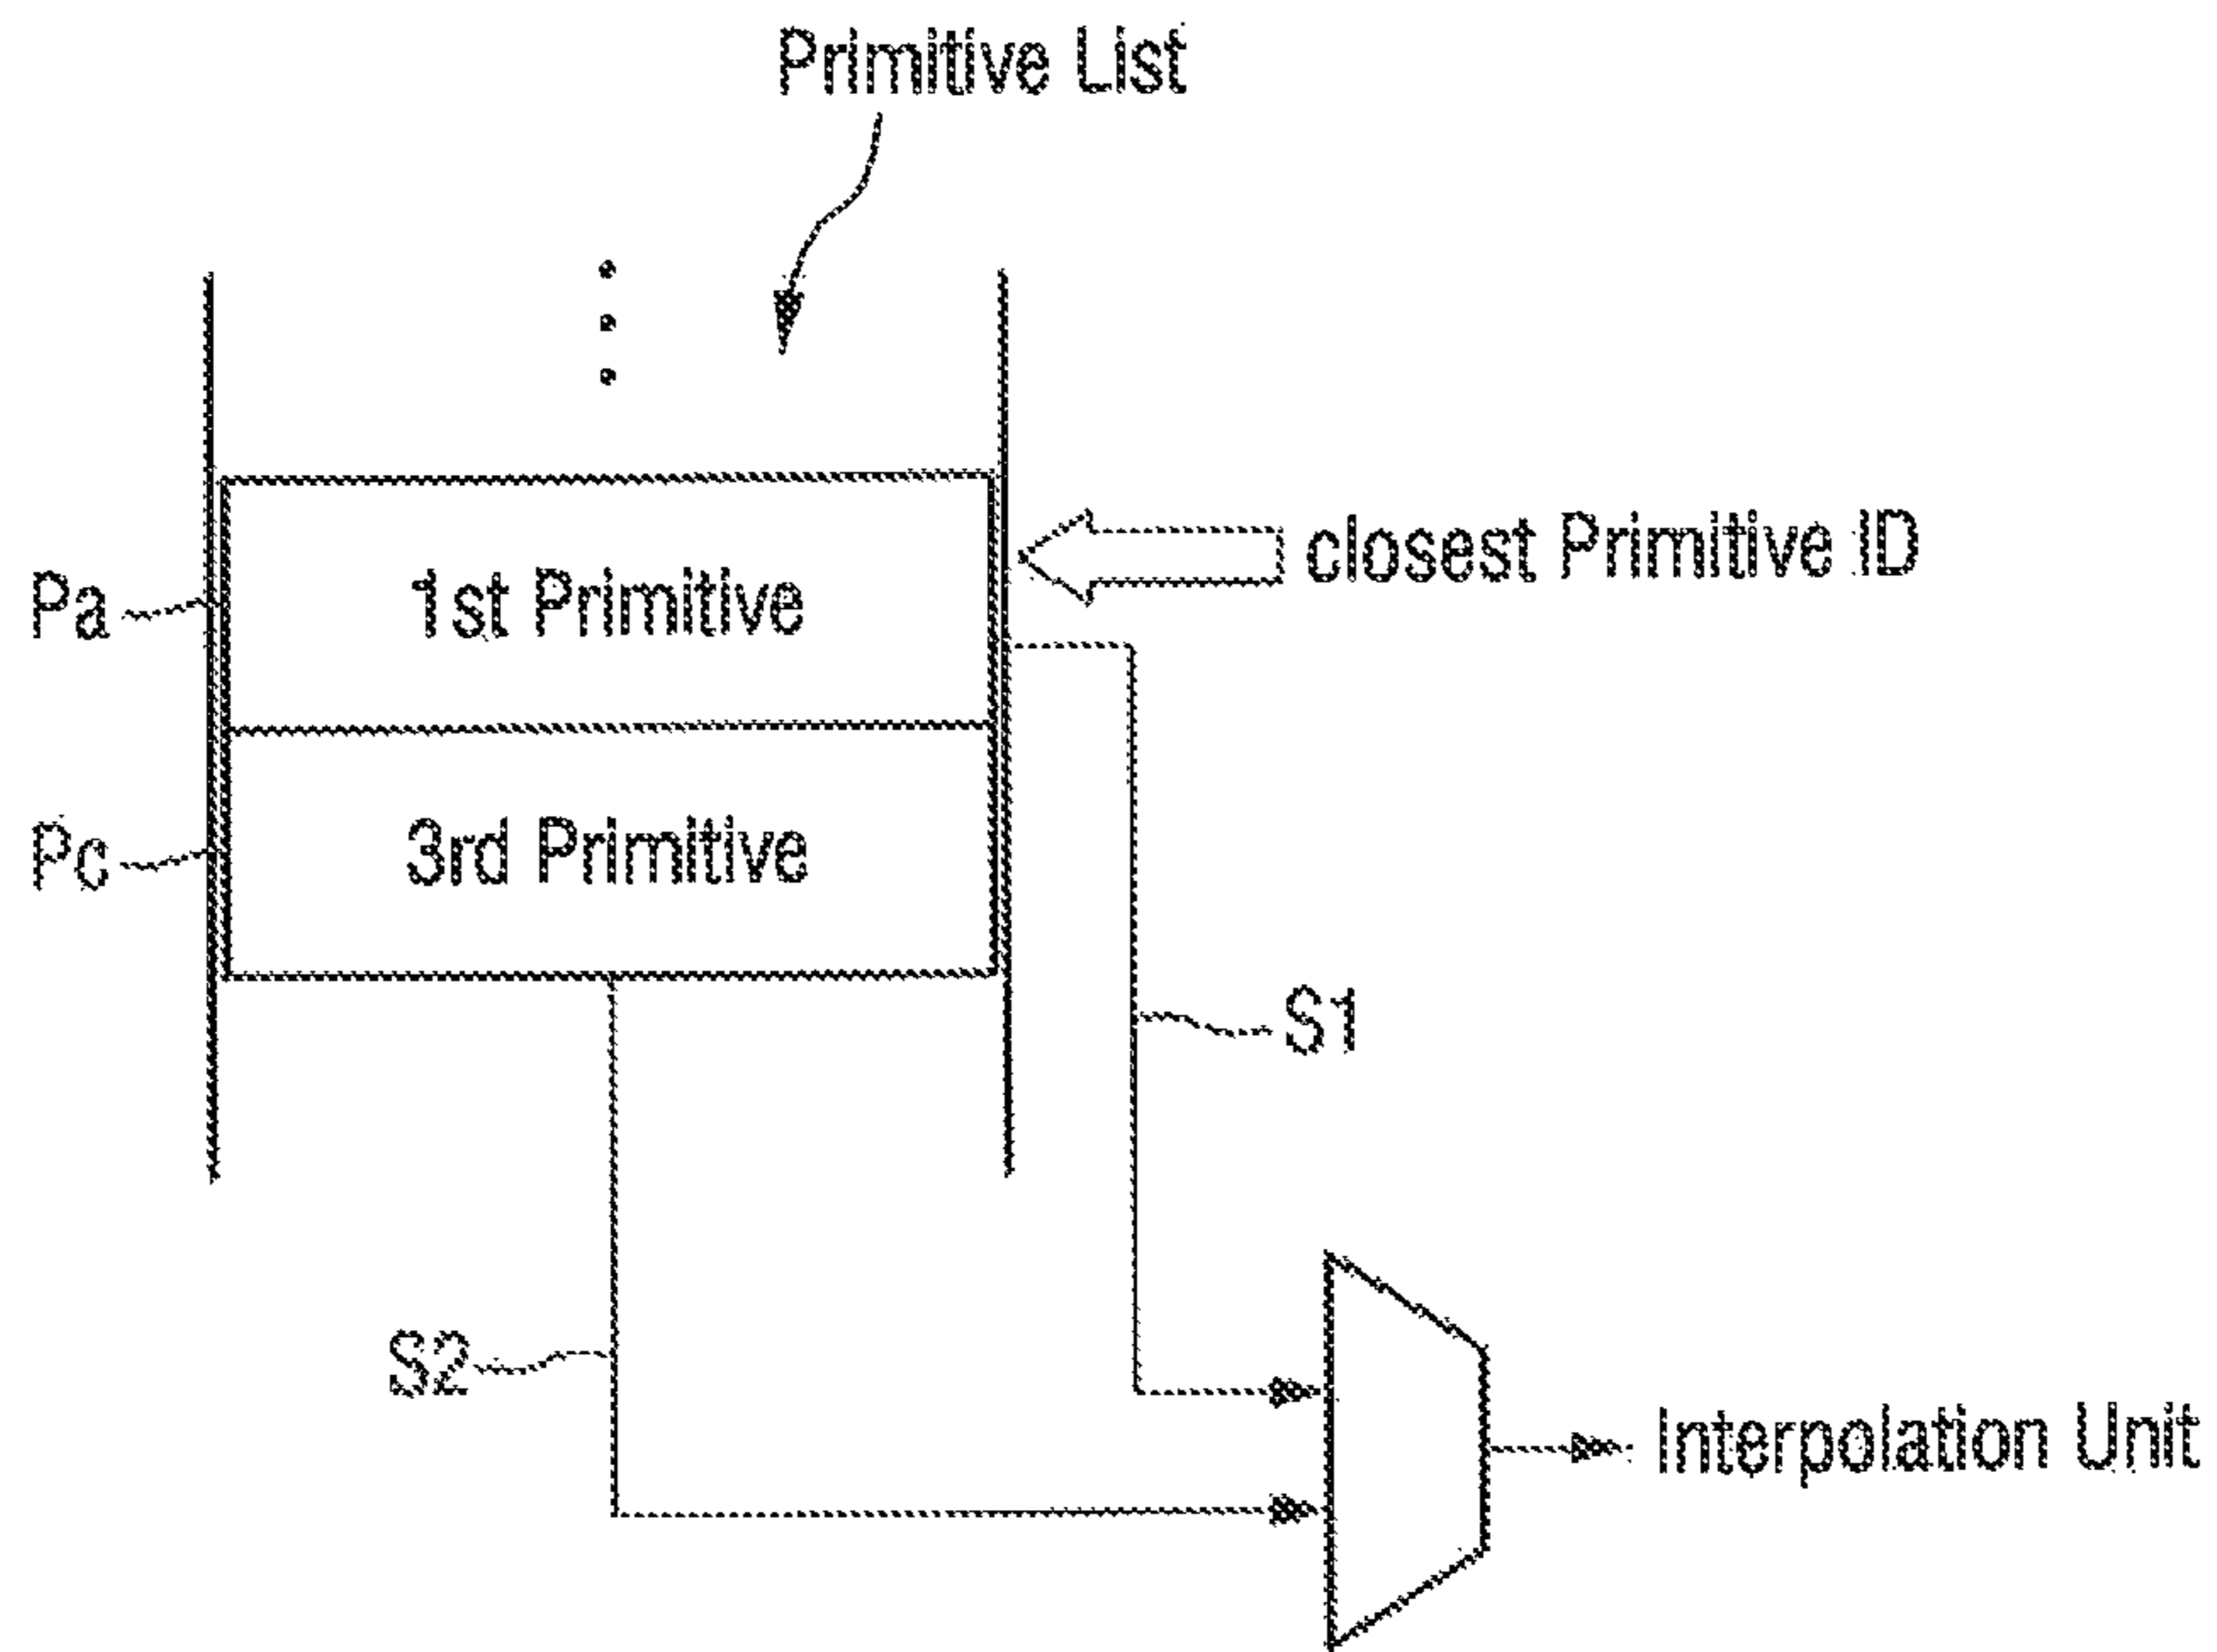 Primitive List
closest Primitive ID
Pa
1st Primitive
Pc
3rd Primitive
S1
S2
Interpolation Unit